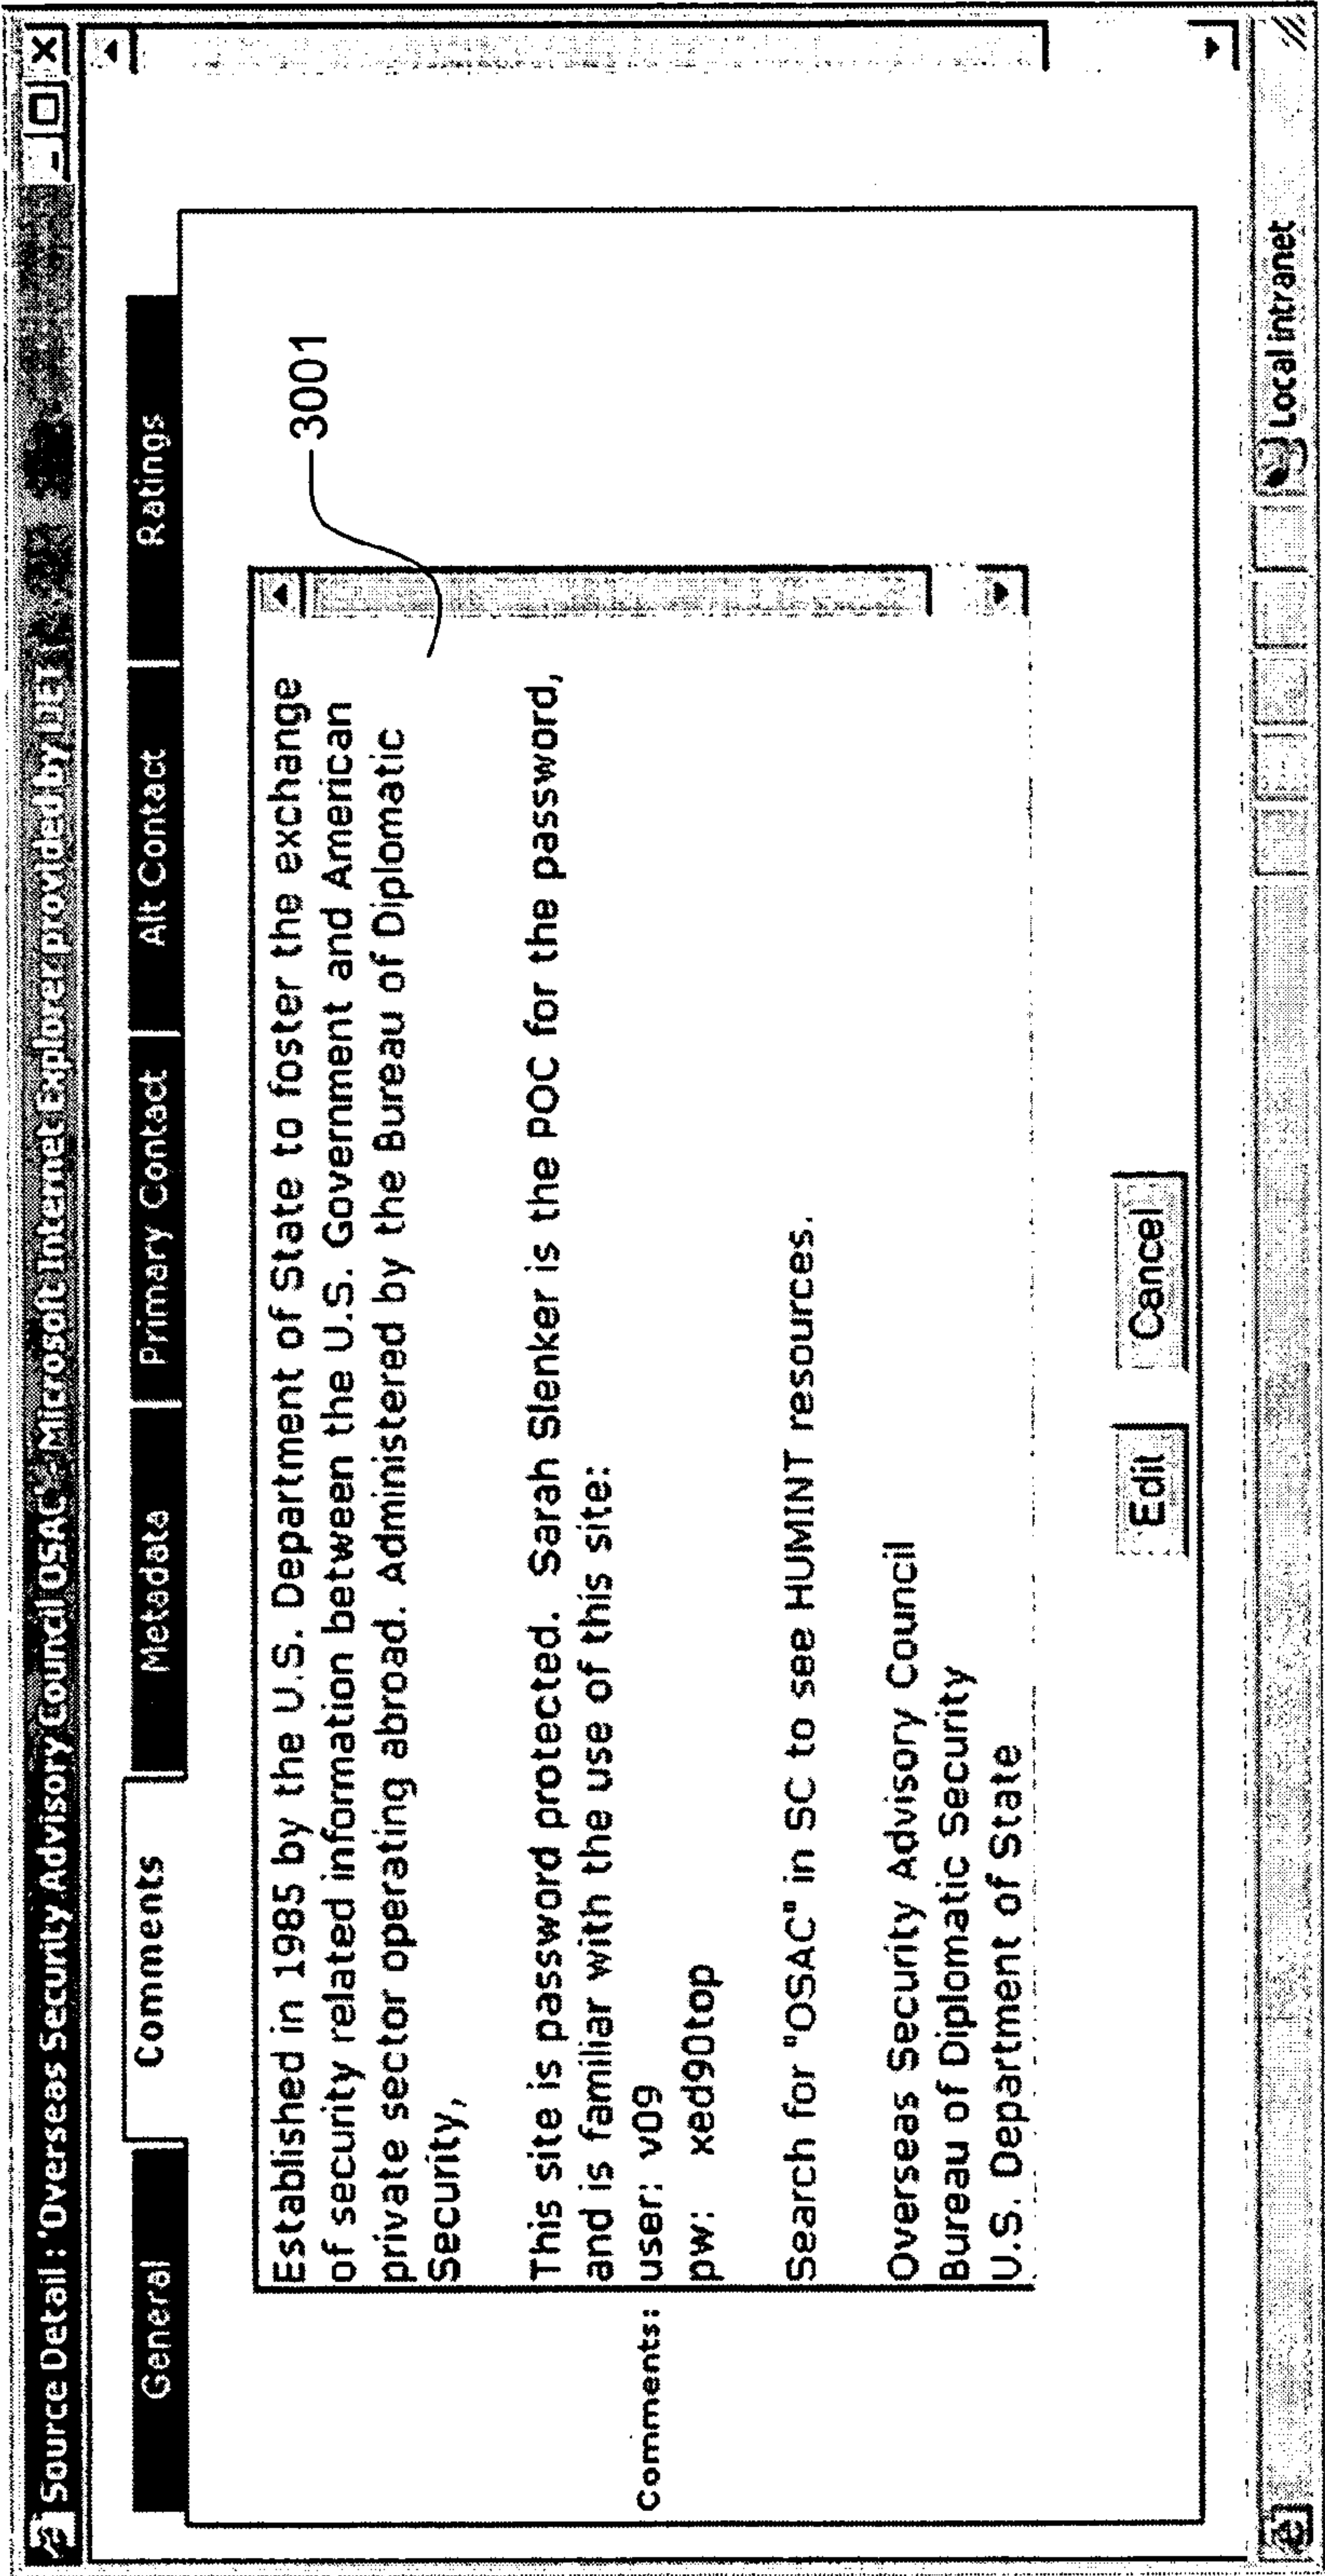 Source Detail : 'Overseas Security Advisory Council OSAC' - Microsoft Internet Explorer provided by DET
General
Comments
Metadata
Primary Contact
Alt Contact
Ratings
3001
Comments:
Established in 1985 by the U.S. Department of State to foster the exchange
of security related information between the U.S. Government and American
private sector operating abroad. Administered by the Bureau of Diplomatic
Security,
This site is password protected. Sarah Slenker is the POC for the password,
and is familiar with the use of this site:
user: v09
pw: xed90top
Search for "OSAC" in SC to see HUMINT resources.
Overseas Security Advisory Council
Bureau of Diplomatic Security
U.S. Department of State
Edit
Cancel
Local intranet